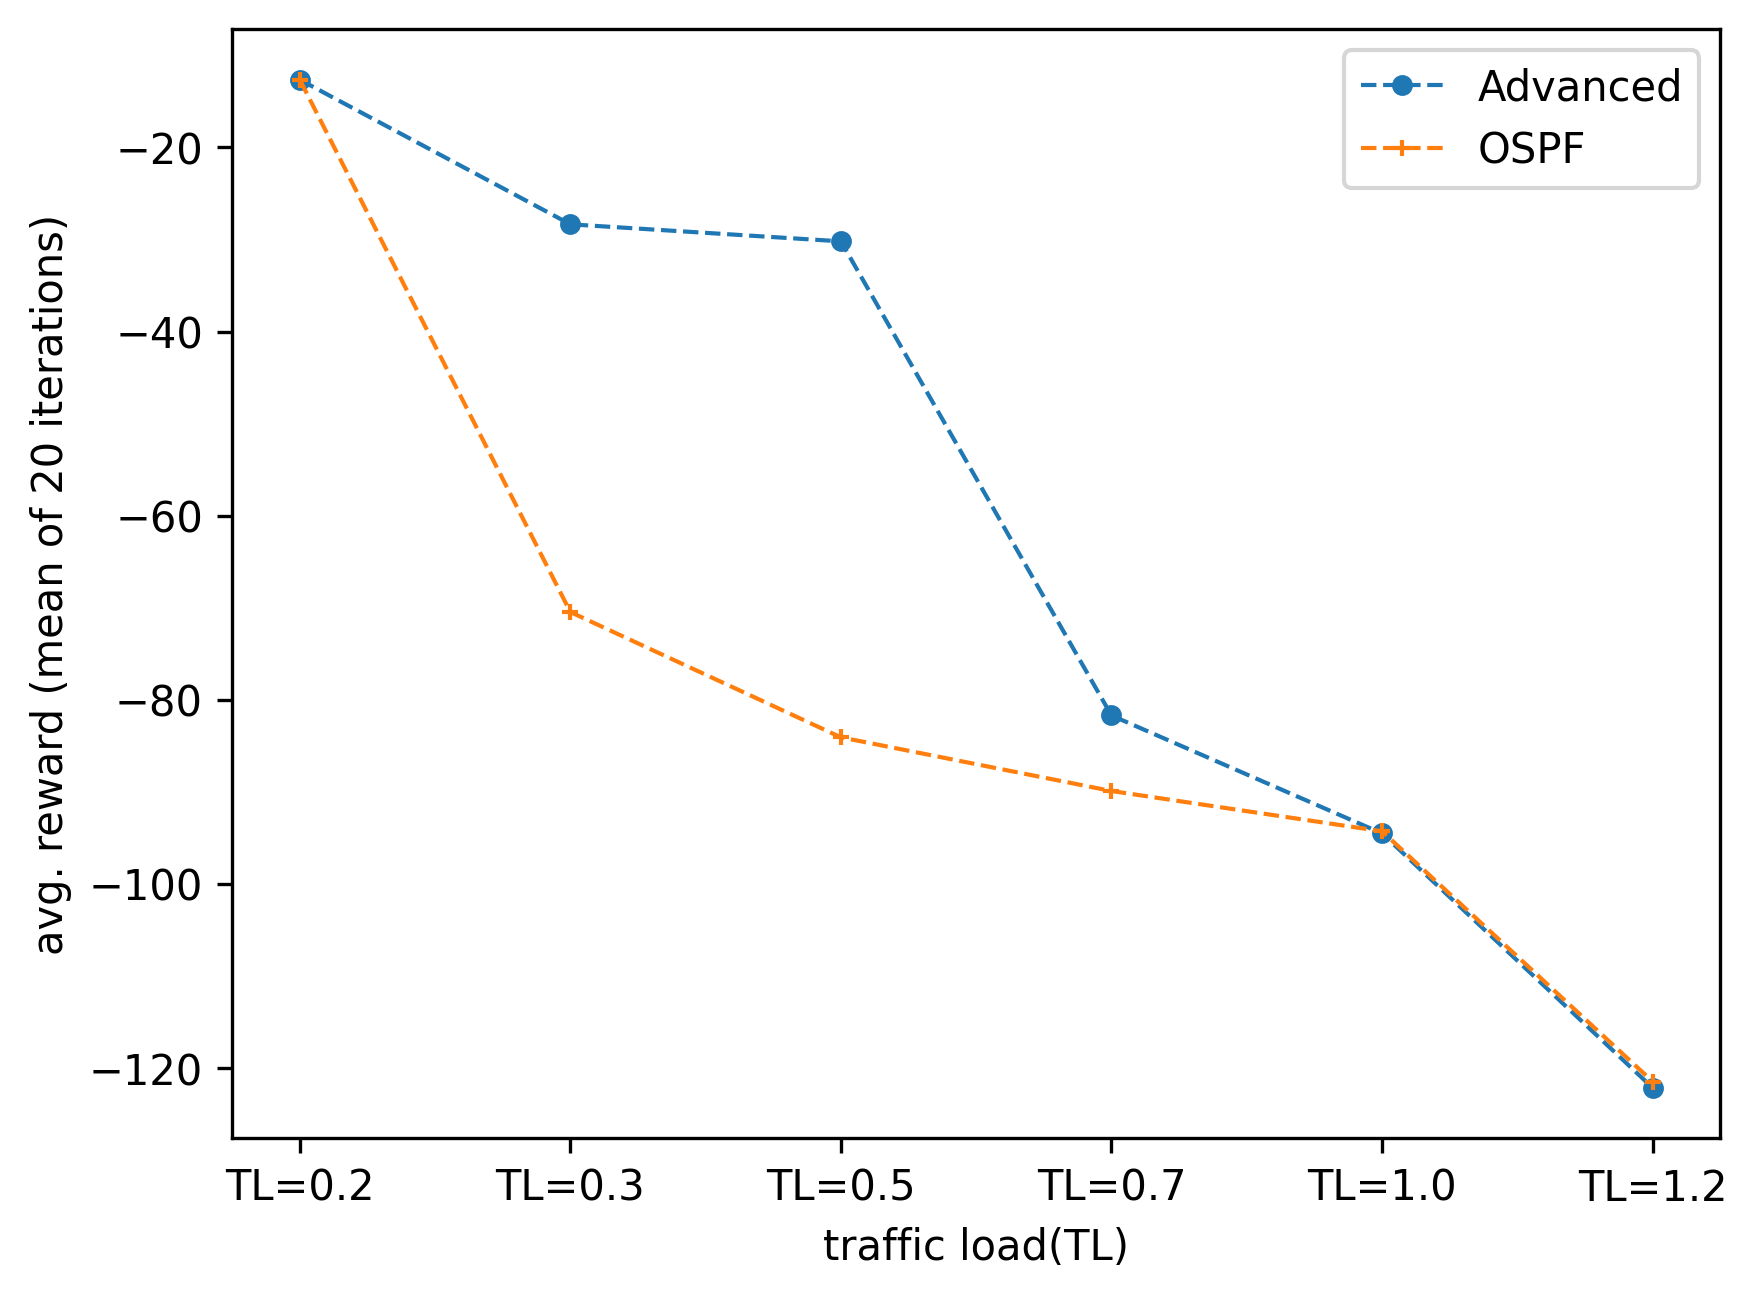 Advanced
OSPF
avg. reward (mean of 20 iterations)
−20
−40
−60
−80
−100
−120
TL=0.2 TL=0.3 TL=0.5 TL=0.7 TL=1.0 TL=1.2
traffic load(TL)